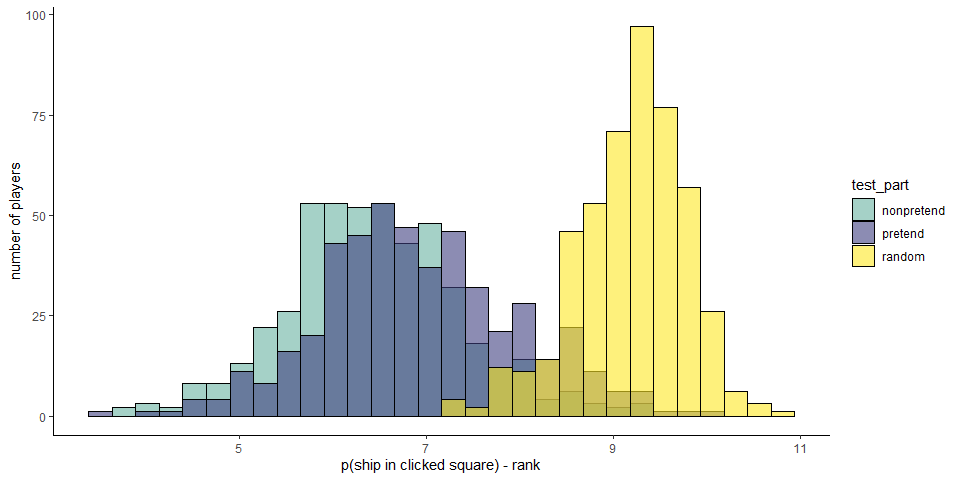 100
75
50
25
0
number of players
5
7
9
11
p(ship in clicked square) - rank
test_part
nonpretend
pretend
random